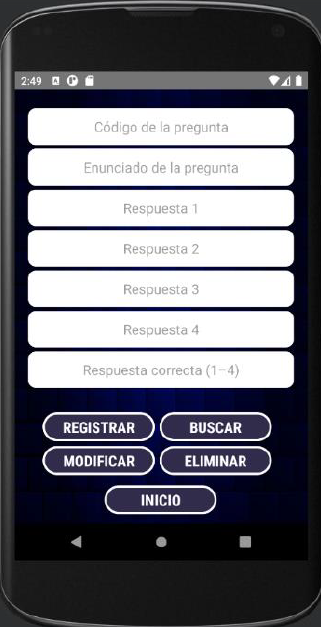 2:49
Código de la pregunta
Enunciado de la pregunta
Respuesta 1
Respuesta 2
Respuesta 3
Respuesta 4
Respuesta correcta (1-4)
REGISTRAR BUSCAR
MODIFICAR ELIMINAR
INICIO